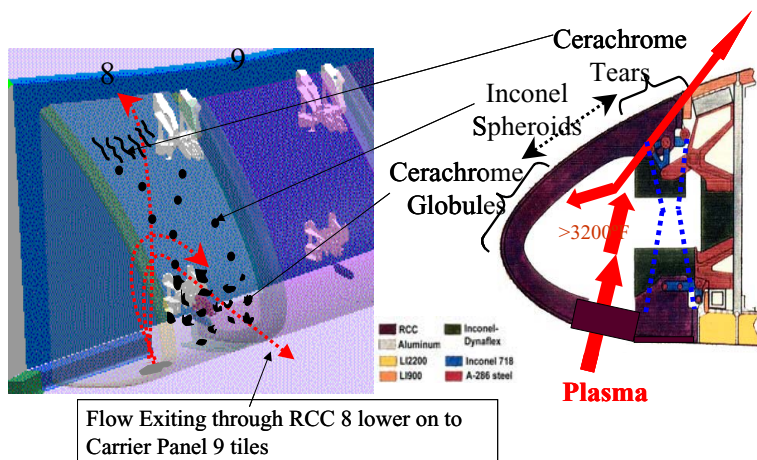 8
9
Cerachrome
Tears
Inconel
Spheroids
Cerachrome
Globules
>3200°F
RCC
Aluminum
LI2200
LI900
Inconel-
Dynaflex
Inconel 718
A-286 steel
Plasma
Flow Exiting through RCC 8 lower on to
Carrier Panel 9 tiles